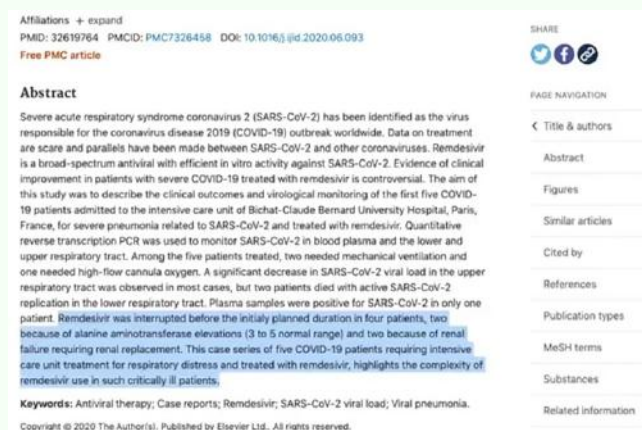 Affiliations + expand
PMID: 32619764 PMCID: PMC7326458 DOI: 10.1016/j.ijid.2020.06.093
Free PMC article
Abstract
Severe acute respiratory syndrome coronavirus 2 (SARS-CoV-2) has been identified as the virus
responsible for the coronavirus disease 2019 (COVID-19) outbreak worldwide. Data on treatment
are scare and parallels have been made between SARS-CoV-2 and other coronaviruses. Remdesivir
is a broad-spectrum antiviral with efficient in vitro activity against SARS-CoV-2. Evidence of clinical
improvement in patients with severe COVID-19 treated with remdesivir is controversial. The aim of
this study was to describe the clinical outcomes and virological monitoring of the first five COVID-
19 patients admitted to the intensive care unit of Bichat-Claude Bernard University Hospital, Paris,
France, for severe pneumonia related to SARS-CoV-2 and treated with remdesivir. Quantitative
reverse transcription PCR was used to monitor SARS-CoV-2 in blood plasma and the lower and
upper respiratory tract. Among the five patients treated, two needed mechanical ventilation and
one needed high-flow cannula oxygen. A significant decrease in SARS-CoV-2 viral load in the upper
respiratory tract was observed in most cases, but two patients died with active SARS-CoV-2
replication in the lower respiratory tract. Plasma samples were positive for SARS-CoV-2 in only one
patient. Remdesivir was interrupted before the initialy planned duration in four patients, two
because of alanine aminotransferase elevations (3 to 5 normal range) and two because of renal
failure requiring renal replacement. This case series of five COVID-19 patients requiring intensive
care unit treatment for respiratory distress and treated with remdesivir, highlights the complexity of
remdesivir use in such critically ill patients.
Keywords: Antiviral therapy; Case reports; Remdesivir; SARS-CoV-2 viral load; Viral pneumonia.
Copyright © 2020 The Author(s). Published by Elsevier Ltd.. All rights reserved.
SHARE
PAGE NAVIGATION
Title & authors
Abstract
Figures
Similar articles
Cited by
References
Publication types
MeSH terms
Substances
Related information